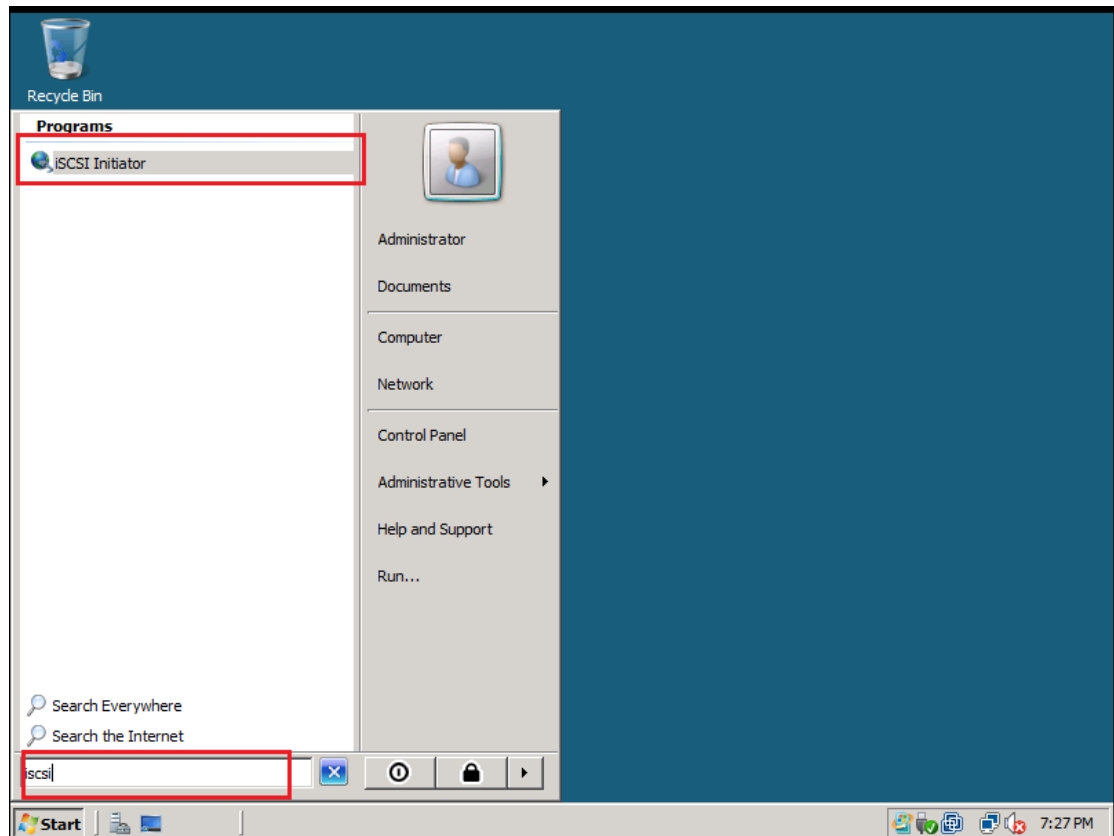 Recycle Bin
Programs
iSCSI Initiator
Administrator
Documents
Computer
Network
Control Panel
Administrative Tools
Help and Support
Run...
Search Everywhere
Search the Internet
iscsi
Start
7:27 PM